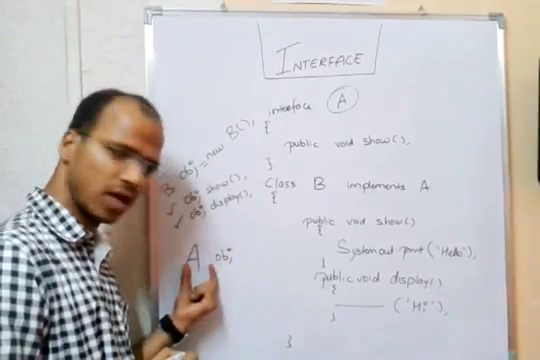 INTERFACE
interface A
{
public void show();
}
Class B implements A
{
public void show()
{
System out print ("Hello");
}
public void display()
{
("Hi");
}
}
B obj = new B();
✓ obj show();
✓ obj display();
A obj